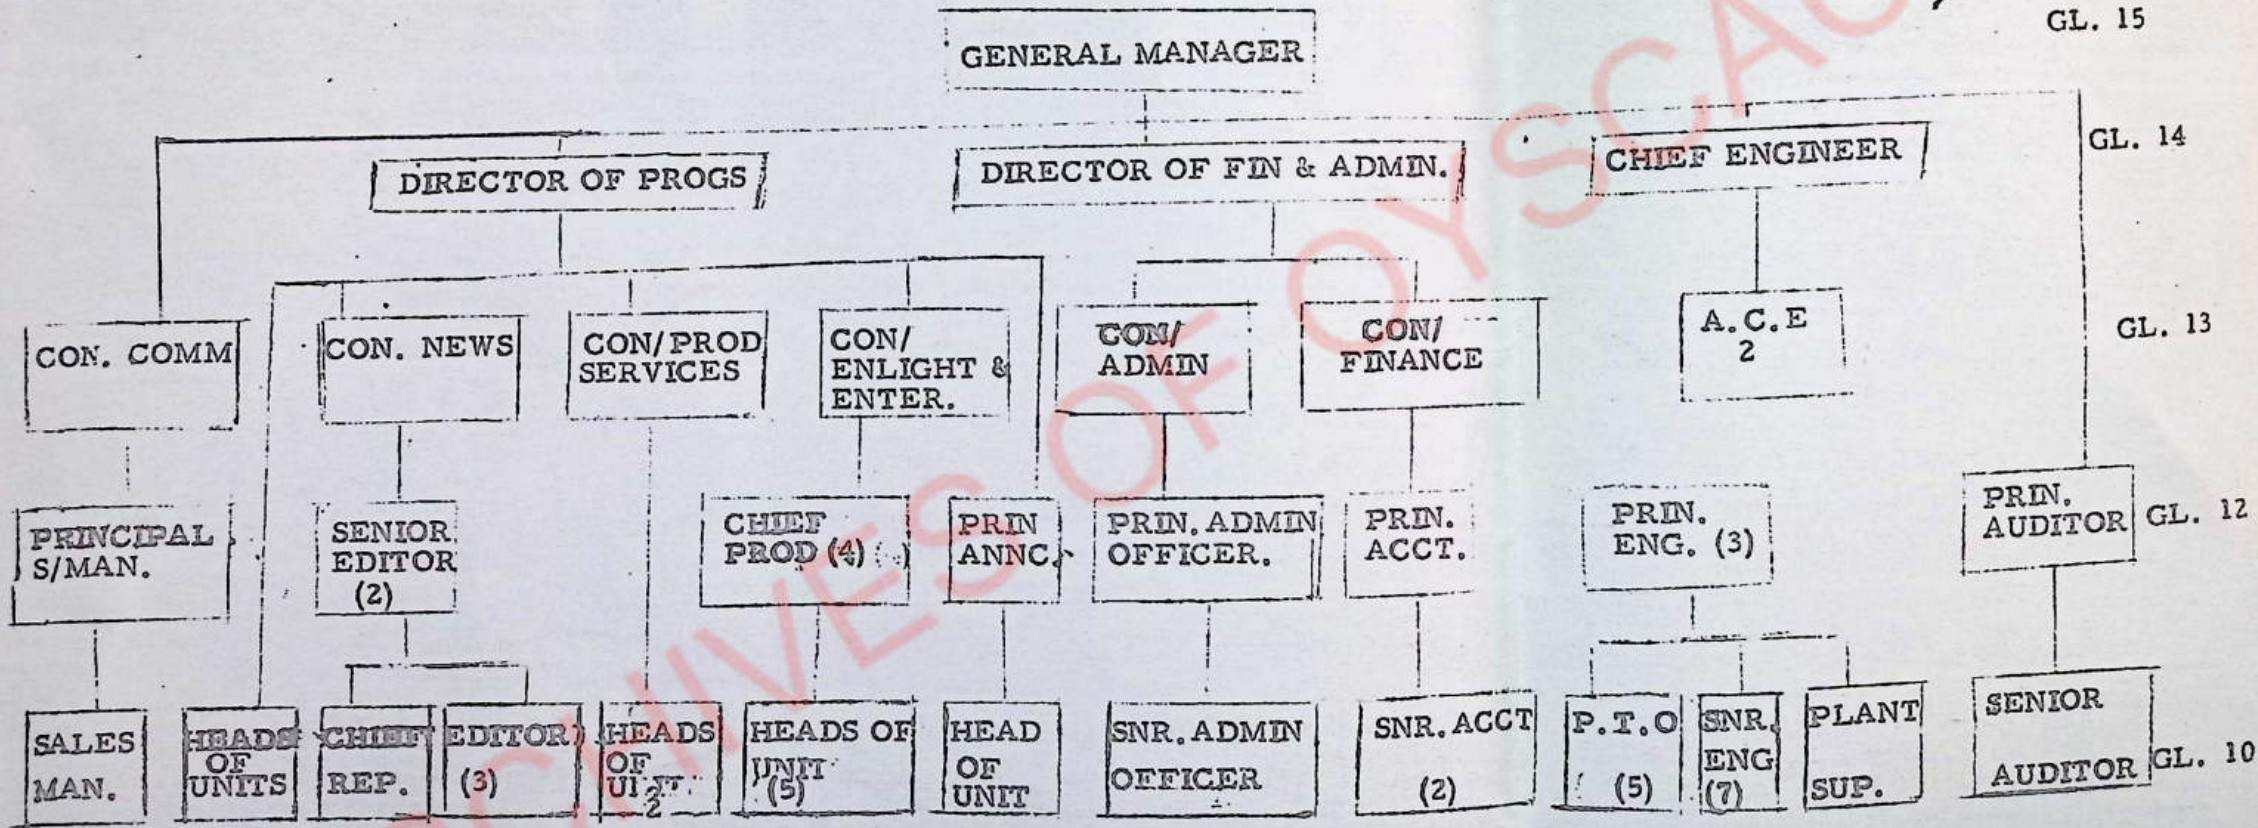 GL. 15
GENERAL MANAGER
GL. 14
DIRECTOR OF PROGS
DIRECTOR OF FIN & ADMIN.
CHIEF ENGINEER
GL. 13
CON. COMM
CON. NEWS
CON/PROD
SERVICES
CON/
ENLIGHT &
ENTER.
CON/
ADMIN
CON/
FINANCE
A.C.E
2
PRINCIPAL
S/MAN.
SENIOR
EDITOR
(2)
CHIEF
PROD (4)
PRIN
ANNC.
PRIN. ADMIN
OFFICER.
PRIN.
ACCT.
PRIN.
ENG. (3)
PRIN.
AUDITOR
GL. 12
SALES
MAN.
HEADS
OF
UNITS
CHIEF
REP.
EDITOR
(3)
HEADS
OF
2
HEADS OF
UNIT
(5)
HEAD
OF
UNIT
SNR. ADMIN
OFFICER
SNR. ACCT
(2)
P.T.O
(5)
SNR.
ENG
(7)
PLANT
SUP.
SENIOR
AUDITOR
GL. 10
CHIVES OF OYSCA